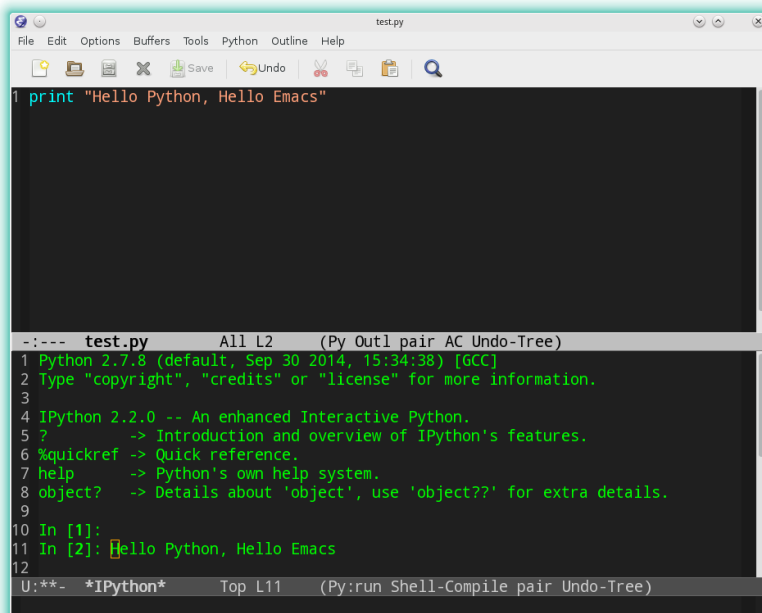 test.py
File Edit Options Buffers Tools Python Outline Help
Save Undo
1 print "Hello Python, Hello Emacs"
-:--- test.py All L2 (Py Outl pair AC Undo-Tree)
1 Python 2.7.8 (default, Sep 30 2014, 15:34:38) [GCC]
2 Type "copyright", "credits" or "license" for more information.
3
4 IPython 2.2.0 -- An enhanced Interactive Python.
5 ? -> Introduction and overview of IPython's features.
6 %quickref -> Quick reference.
7 help -> Python's own help system.
8 object? -> Details about 'object', use 'object??' for extra details.
9
10 In [1]:
11 In [2]: Hello Python, Hello Emacs
12
U:**- *IPython* Top L11 (Py:run Shell-Compile pair Undo-Tree)